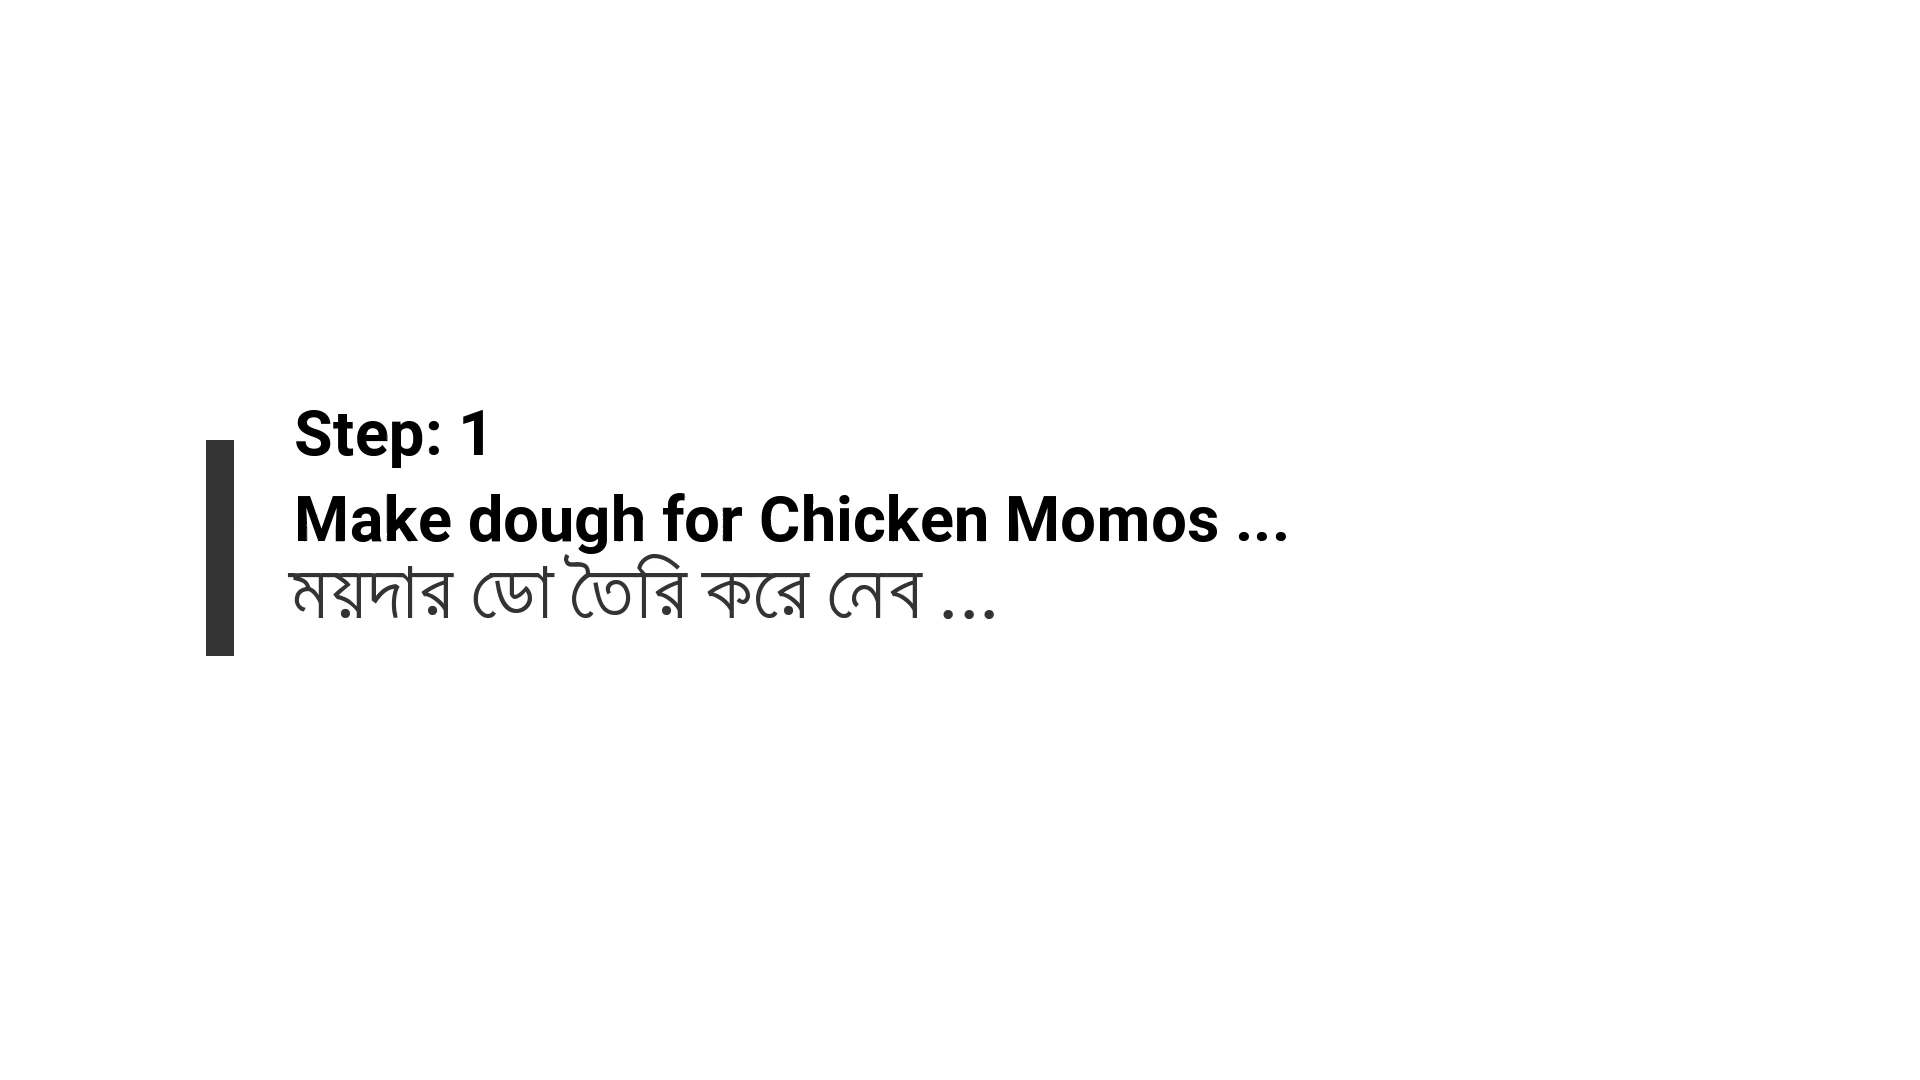 Step: 1
Make dough for Chicken Momos ...
ময়দার ডো তৈরি করে নেব ...